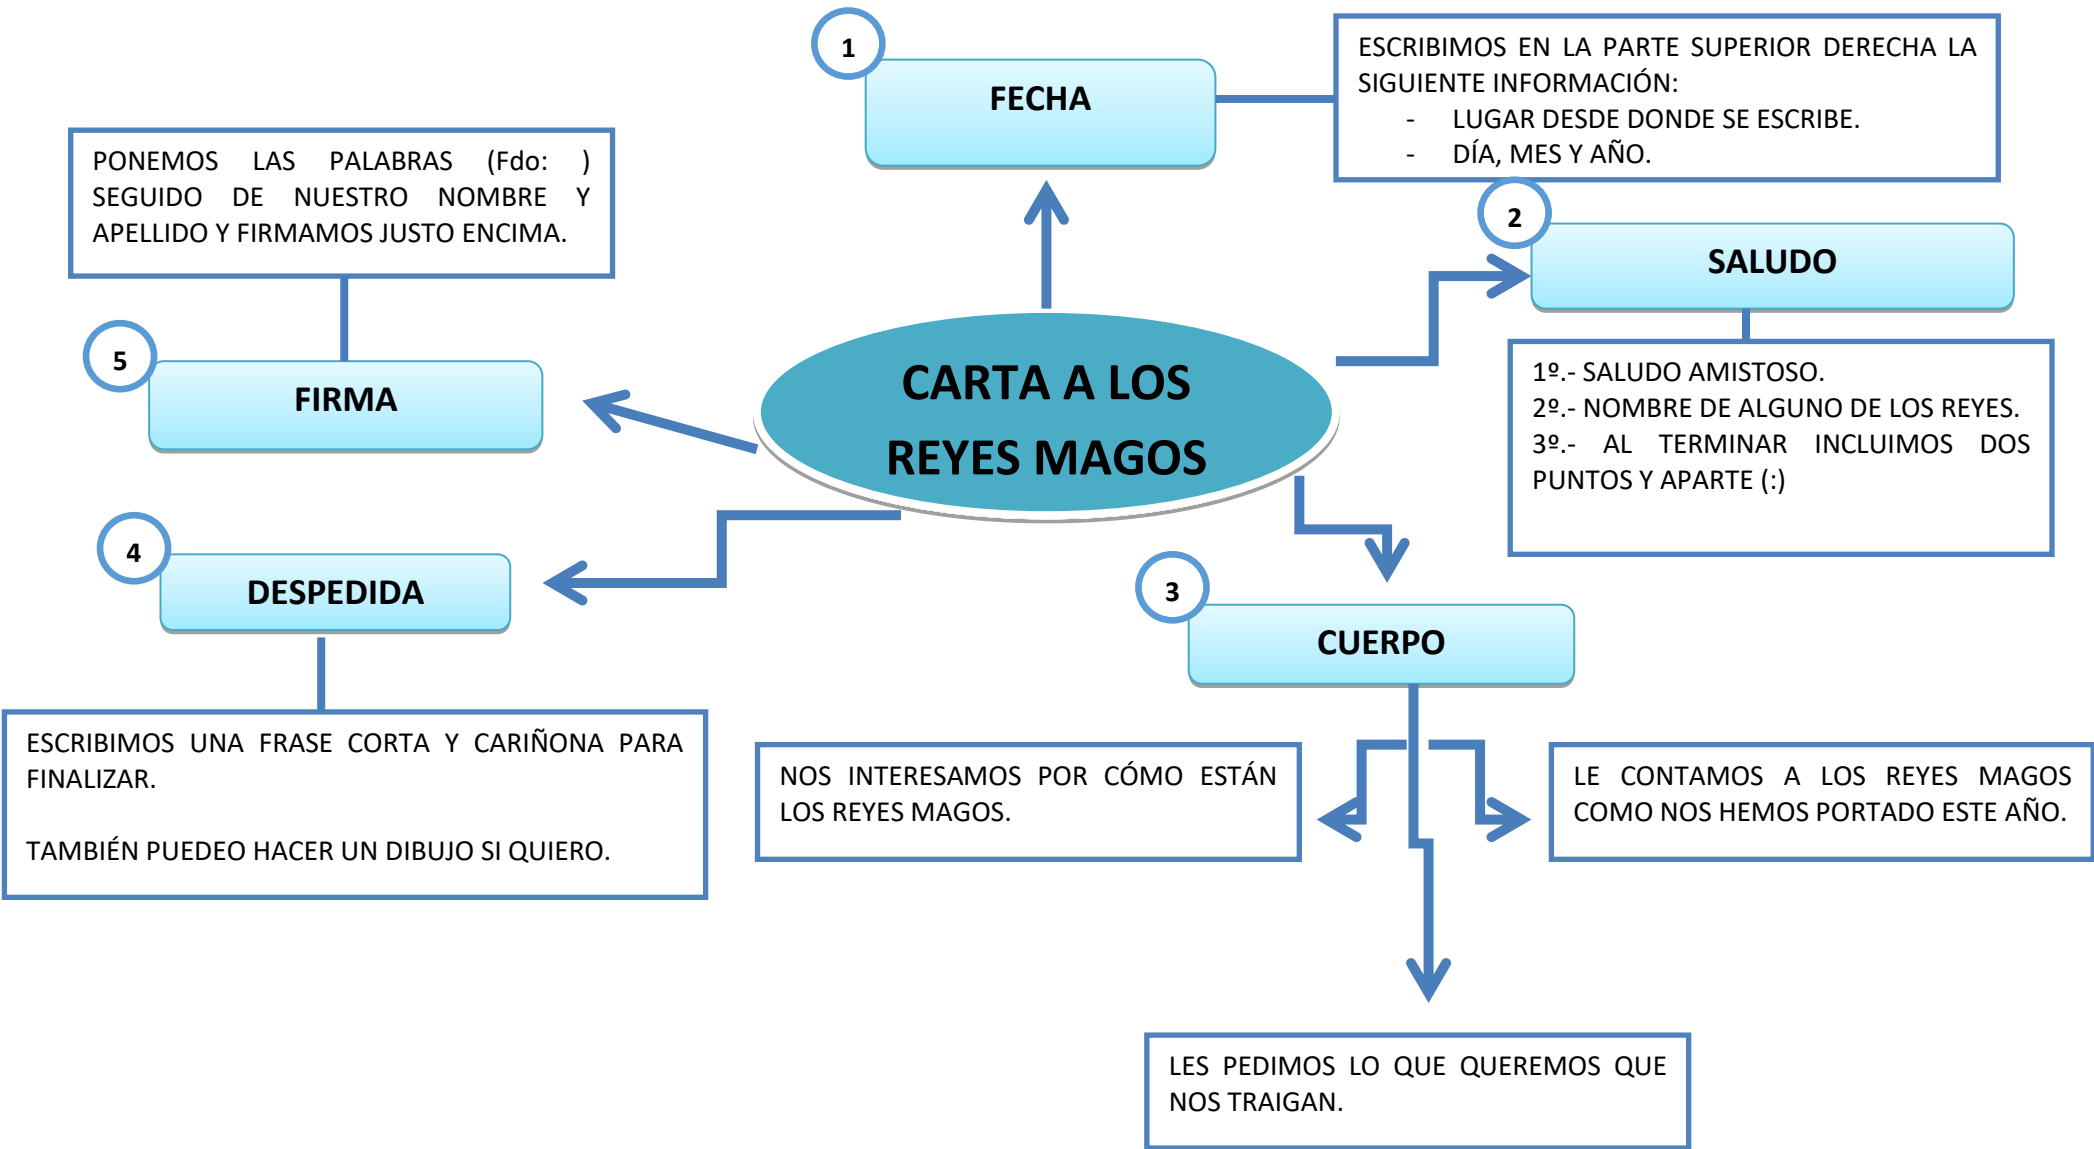 CARTA A LOS
REYES MAGOS
1
FECHA
ESCRIBIMOS EN LA PARTE SUPERIOR DERECHA LA
SIGUIENTE INFORMACIÓN:
- LUGAR DESDE DONDE SE ESCRIBE.
- DÍA, MES Y AÑO.
2
SALUDO
1º.- SALUDO AMISTOSO.
2º.- NOMBRE DE ALGUNO DE LOS REYES.
3º.- AL TERMINAR INCLUIMOS DOS
PUNTOS Y APARTE (:)
3
CUERPO
NOS INTERESAMOS POR CÓMO ESTÁN
LOS REYES MAGOS.
LE CONTAMOS A LOS REYES MAGOS
COMO NOS HEMOS PORTADO ESTE AÑO.
LES PEDIMOS LO QUE QUEREMOS QUE
NOS TRAIGAN.
4
DESPEDIDA
ESCRIBIMOS UNA FRASE CORTA Y CARIÑONA PARA
FINALIZAR.
TAMBIÉN PUEDEO HACER UN DIBUJO SI QUIERO.
5
FIRMA
PONEMOS LAS PALABRAS (Fdo: )
SEGUIDO DE NUESTRO NOMBRE Y
APELLIDO Y FIRMAMOS JUSTO ENCIMA.